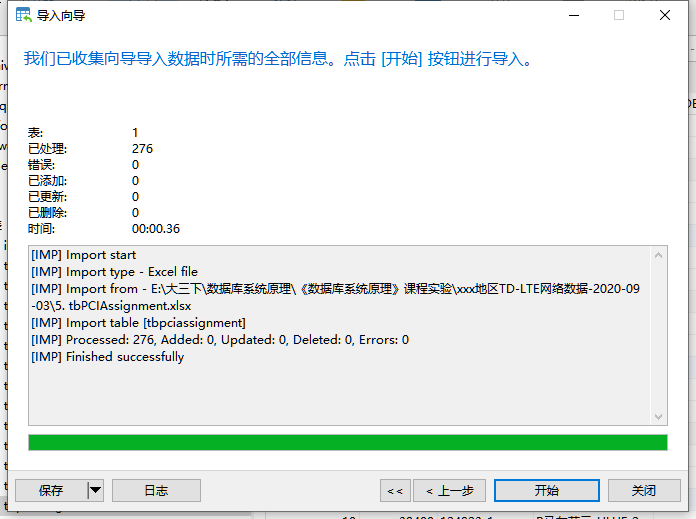 导入向导
我们已收集向导导入数据时所需的全部信息。点击 [开始] 按钮进行导入。
表: 1
已处理: 276
错误: 0
已添加: 0
已更新: 0
已删除: 0
时间: 00:00.36
[IMP] Import start
[IMP] Import type - Excel file
[IMP] Import from - E:\大三下\数据库系统原理\《数据库系统原理》课程实验\xxx地区TD-LTE网络数据-2020-09
-03\5. tbPCIAssignment.xlsx
[IMP] Import table [tbpciassignment]
[IMP] Processed: 276, Added: 0, Updated: 0, Deleted: 0, Errors: 0
[IMP] Finished successfully
保存 日志 << < 上一步 开始 关闭